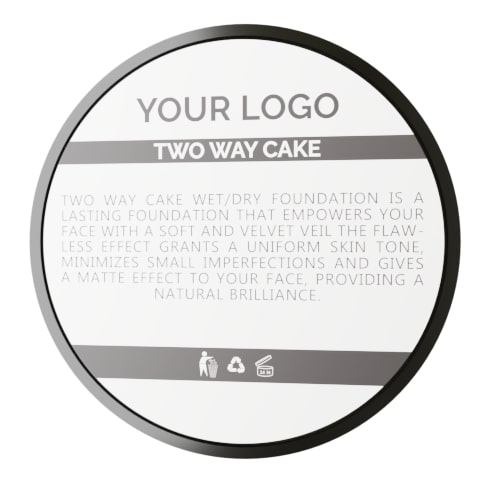 YOUR LOGO
TWO WAY CAKE
TWO WAY CAKE WET/DRY FOUNDATION IS A
LASTING FOUNDATION THAT EMPOWERS YOUR
FACE WITH A SOFT AND VELVET VEIL THE FLAW-
LESS EFFECT GRANTS A UNIFORM SKIN TONE,
MINIMIZES SMALL IMPERFECTIONS AND GIVES
A MATTE EFFECT TO YOUR FACE, PROVIDING A
NATURAL BRILLIANCE.